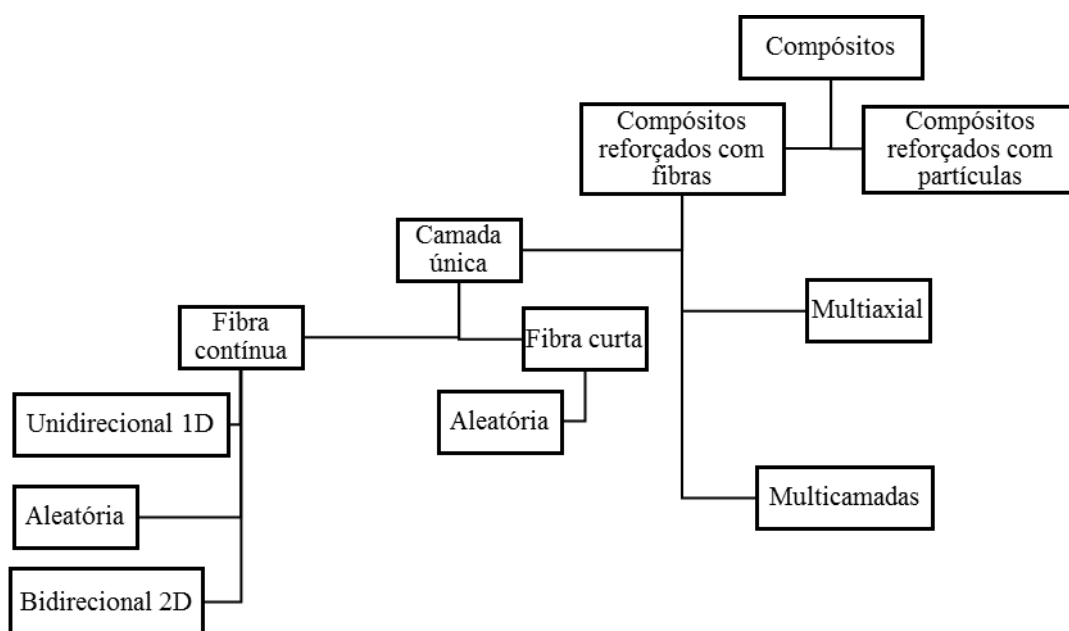 Compósitos
Compósitos
reforçados com
fibras
Compósitos
reforçados com
partículas
Camada
única
Multiaxial
Fibra
contínua
Fibra curta
Unidirecional 1D
Aleatória
Multicamadas
Aleatória
Bidirecional 2D